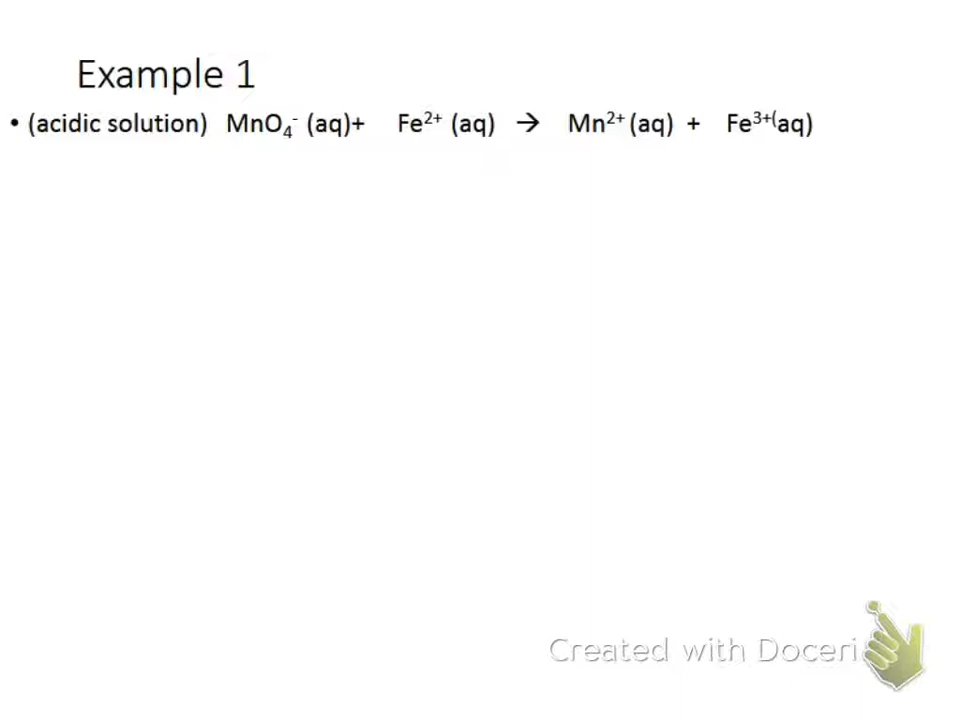 Example 1
• (acidic solution) MnO₄⁻ (aq)+ Fe²⁺ (aq) → Mn²⁺ (aq) + Fe³⁺⁽aq)
Created with Doceri